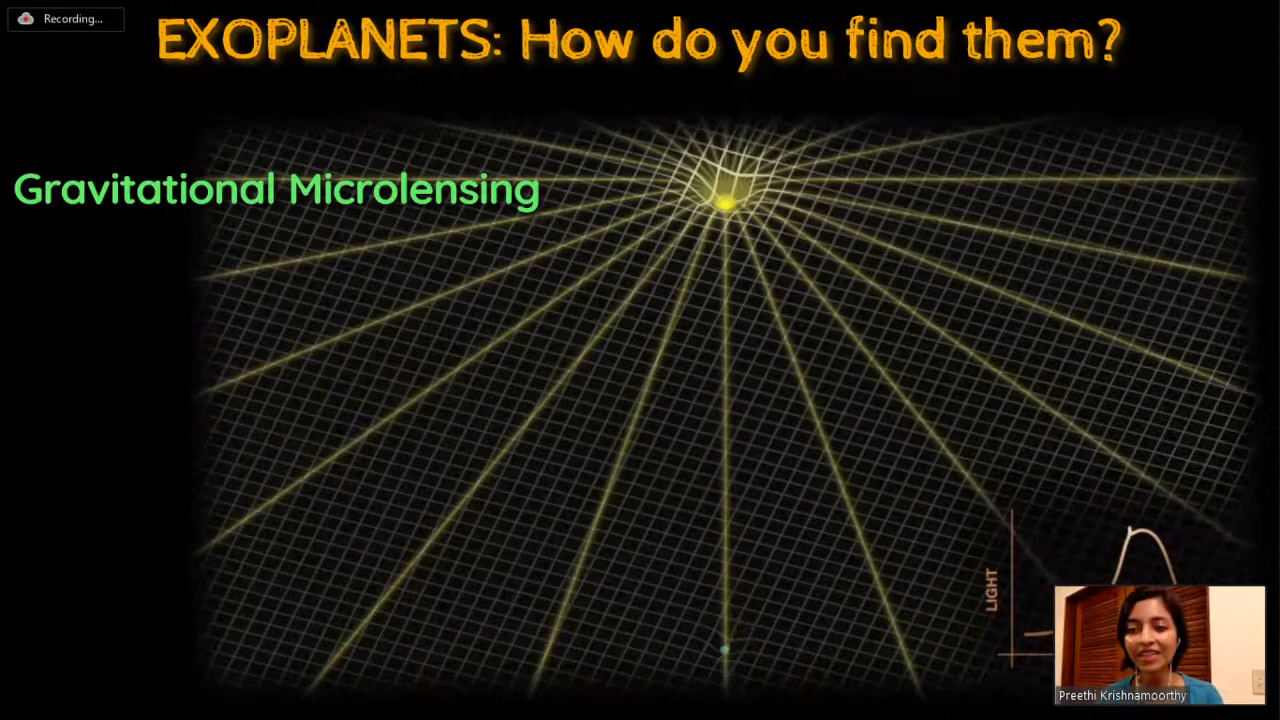 Recording...
EXOPLANETS: How do you find them?
Gravitational Microlensing
LIGHT
Preethi Krishnamoorthy